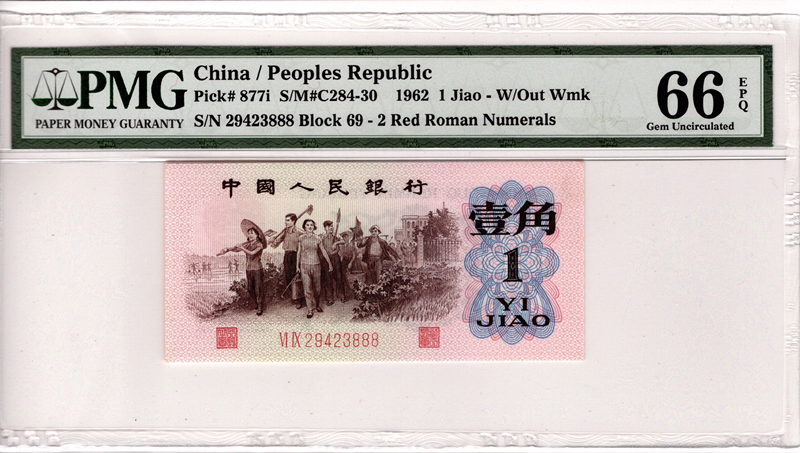 PMG
PAPER MONEY GUARANTY
China / Peoples Republic
Pick# 877i S/M#C284-30 1962 1 Jiao - W/Out Wmk
S/N 29423888 Block 69 - 2 Red Roman Numerals
66
EPQ
Gem Uncirculated
中國人民銀行
壹角
1
YI
JIAO
VI IX 29423888